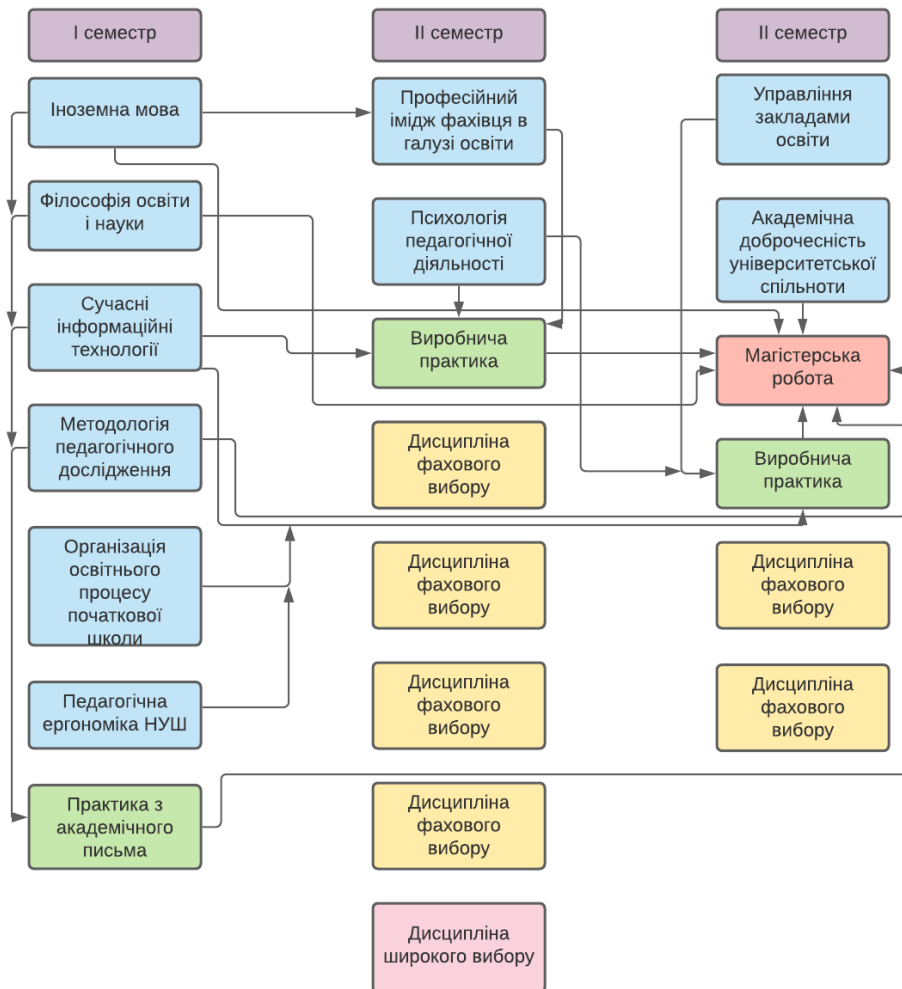 I семестр
Іноземна мова
Філософія освіти
і науки
Сучасні
інформаційні
технології
Методологія
педагогічного
дослідження
Організація
освітнього
процесу
початкової
школи
Педагогічна
ергономіка НУШ
Практика з
академічного
письма
II семестр
Професійний
імідж фахівця в
галузі освіти
Психологія
педагогічної
діяльності
Виробнича
практика
Дисципліна
фахового
вибору
Дисципліна
фахового
вибору
Дисципліна
фахового
вибору
Дисципліна
фахового
вибору
Дисципліна
широкого вибору
II семестр
Управління
закладами
освіти
Академічна
доброчесність
університетської
спільноти
Магістерська
робота
Виробнича
практика
Дисципліна
фахового
вибору
Дисципліна
фахового
вибору